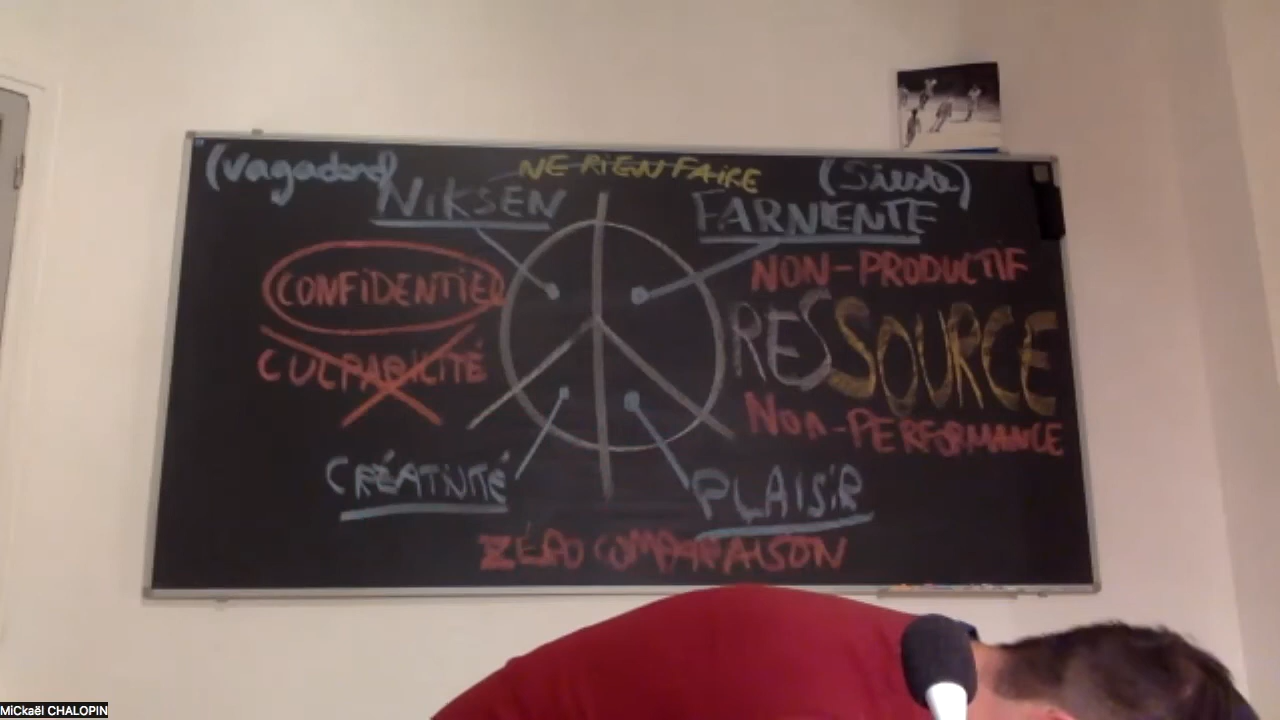 (Vagabond)
NE RIEN FAIRE
(Sieste)
NIKSEN
FARNIENTE
CONFIDENTIEL
NON-PRODUCTIF
RESSOURCE
CULPABILITÉ
NON-PERFORMANCE
CRÉATIVITÉ
PLAISIR
ZÉRO COMPARAISON
MiCkaël CHALOPIN